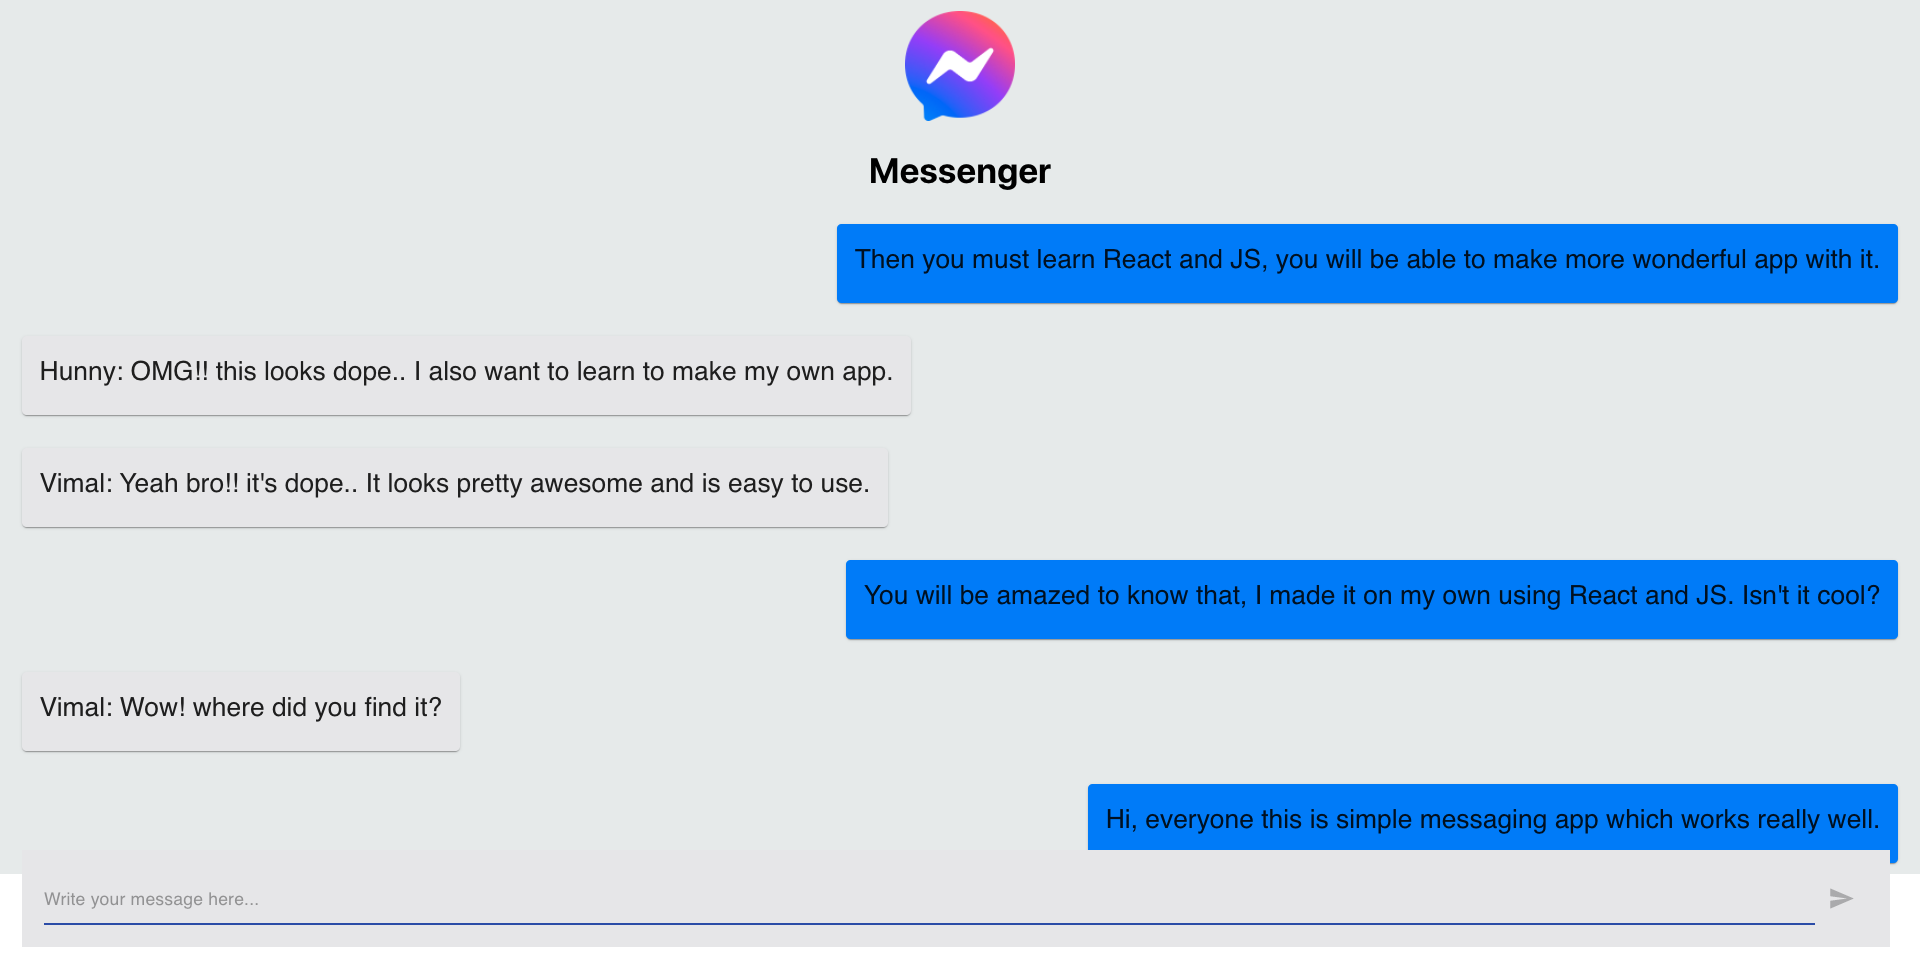 Messenger
Then you must learn React and JS, you will be able to make more wonderful app with it.
Hunny: OMG!! this looks dope.. I also want to learn to make my own app.
Vimal: Yeah bro!! it's dope.. It looks pretty awesome and is easy to use.
You will be amazed to know that, I made it on my own using React and JS. Isn't it cool?
Vimal: Wow! where did you find it?
Hi, everyone this is simple messaging app which works really well.
Write your message here...